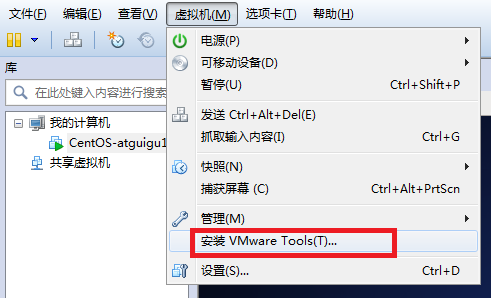 文件(F) 编辑(E) 查看(V) 虚拟机(M) 选项卡(T) 帮助(H)
库
在此处键入内容进行搜索
我的计算机
CentOS-atguigu1
共享虚拟机
电源(P)
可移动设备(D)
暂停(U) Ctrl+Shift+P
发送 Ctrl+Alt+Del(E)
抓取输入内容(I) Ctrl+G
快照(N)
捕获屏幕 (C) Ctrl+Alt+PrtScn
管理(M)
安装 VMware Tools(T)...
设置(S)... Ctrl+D